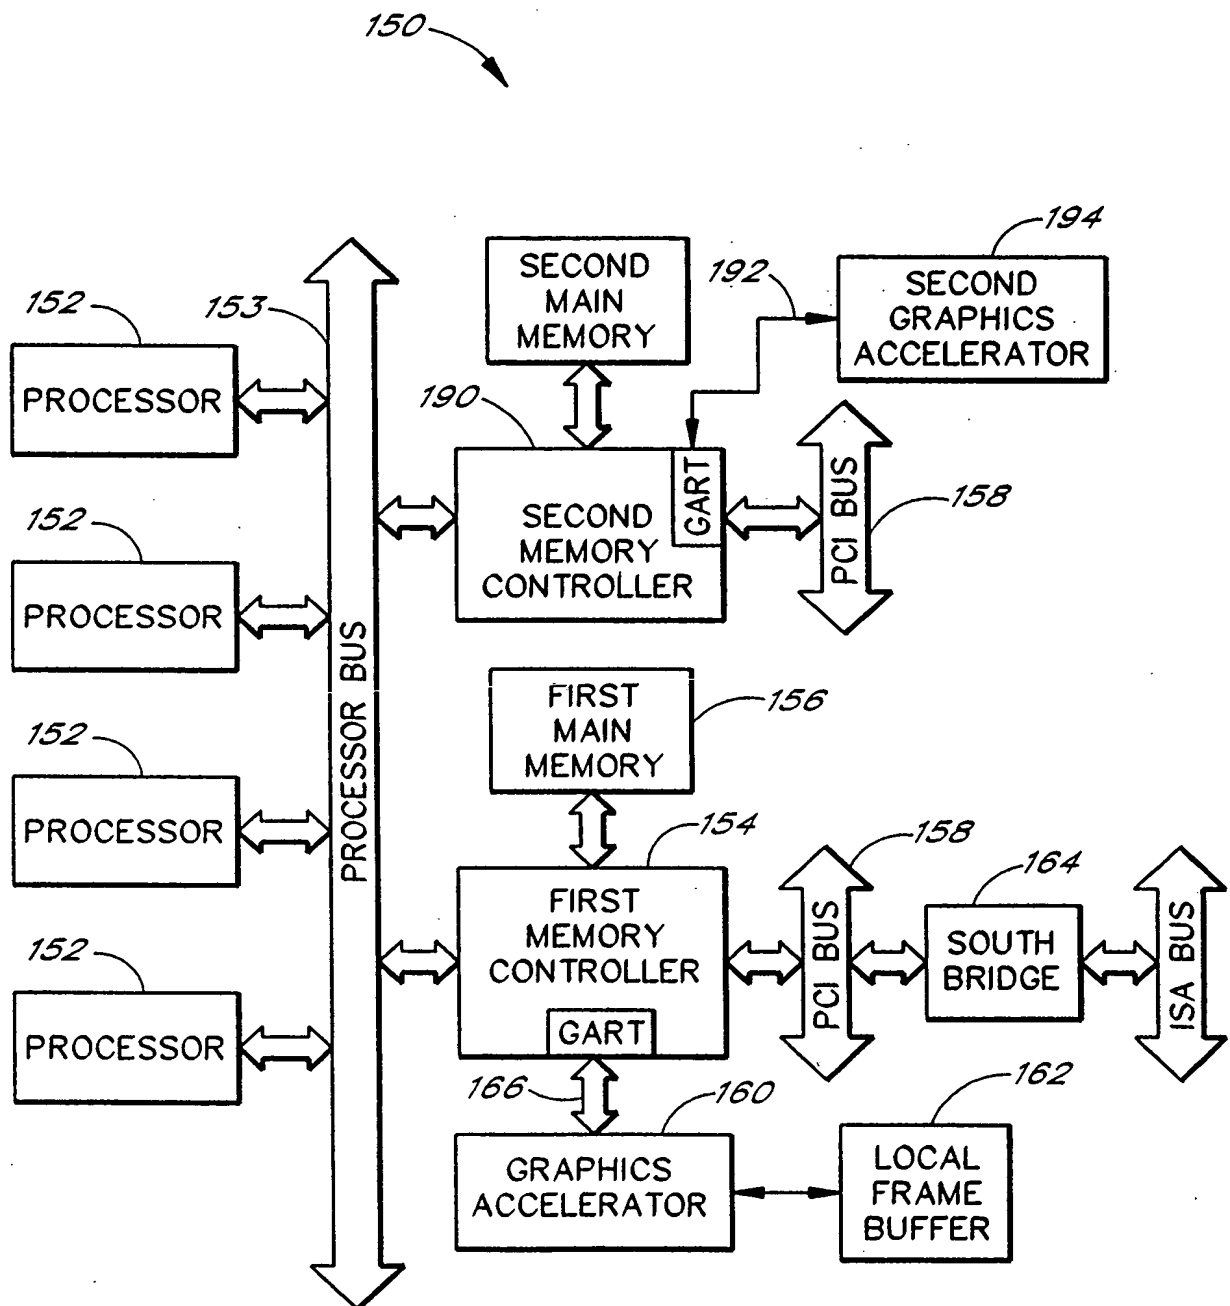 150
194
SECOND
MAIN
MEMORY
192
SECOND
GRAPHICS
ACCELERATOR
152
153
PROCESSOR
190
GART
PCI BUS
158
SECOND
MEMORY
CONTROLLER
152
PROCESSOR
PROCESSOR BUS
FIRST
MAIN
MEMORY
156
152
PROCESSOR
154
158
164
FIRST
MEMORY
CONTROLLER
GART
PCI BUS
SOUTH
BRIDGE
ISA BUS
152
PROCESSOR
166
160
162
GRAPHICS
ACCELERATOR
LOCAL
FRAME
BUFFER